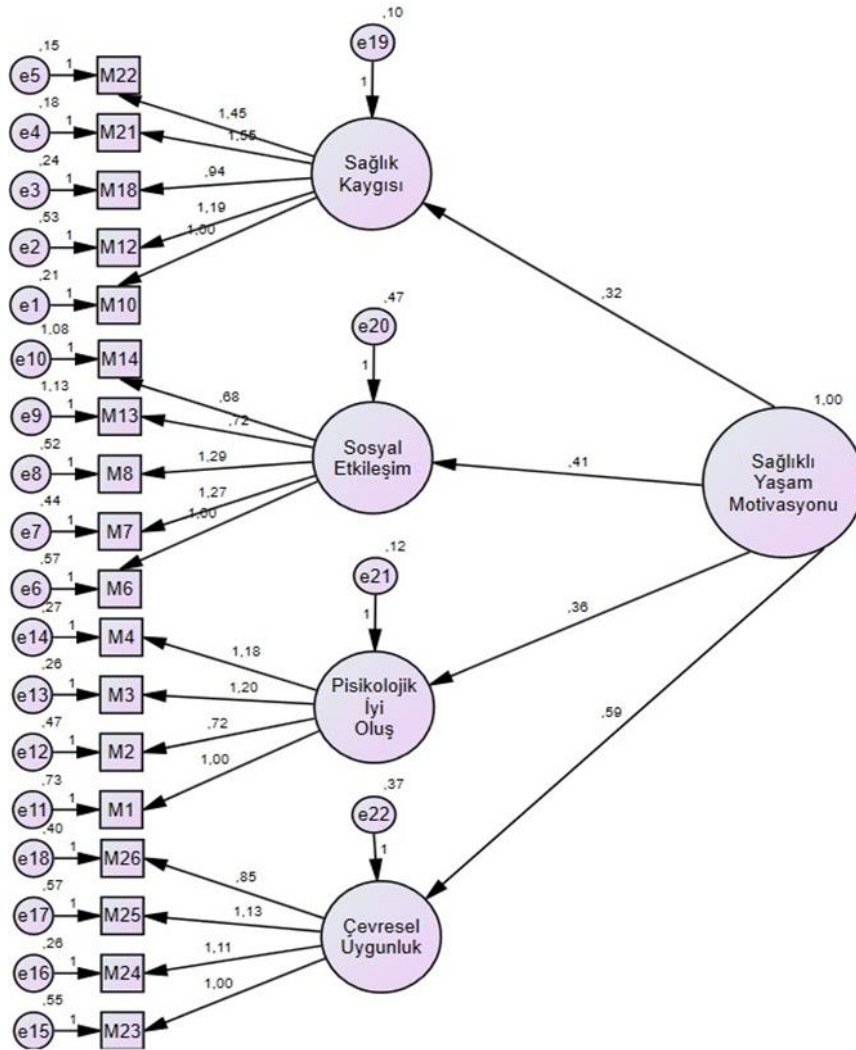 ,10
e19
1
,15
e5
1
M22
,18
e4
1
M21
,24
e3
1
M18
,53
e2
1
M12
,21
e1
1
M10
1,45
1,55
,94
1,19
1,00
Sağlık
Kaygısı
,32
,47
e20
1
1,08
e10
1
M14
1,13
e9
1
M13
,52
e8
1
M8
,44
e7
1
M7
,57
e6
1
M6
,68
,72
1,29
1,27
1,00
Sosyal
Etkileşim
,41
1,00
Sağlıklı
Yaşam
Motivasyonu
,12
e21
1
,27
e14
1
M4
,26
e13
1
M3
,47
e12
1
M2
,73
e11
1
M1
1,18
1,20
,72
1,00
Pisikolojik
İyi
Oluş
,36
,59
,37
e22
1
,40
e18
1
M26
,57
e17
1
M25
,26
e16
1
M24
,55
e15
1
M23
,85
1,13
1,11
1,00
Çevresel
Uygunluk